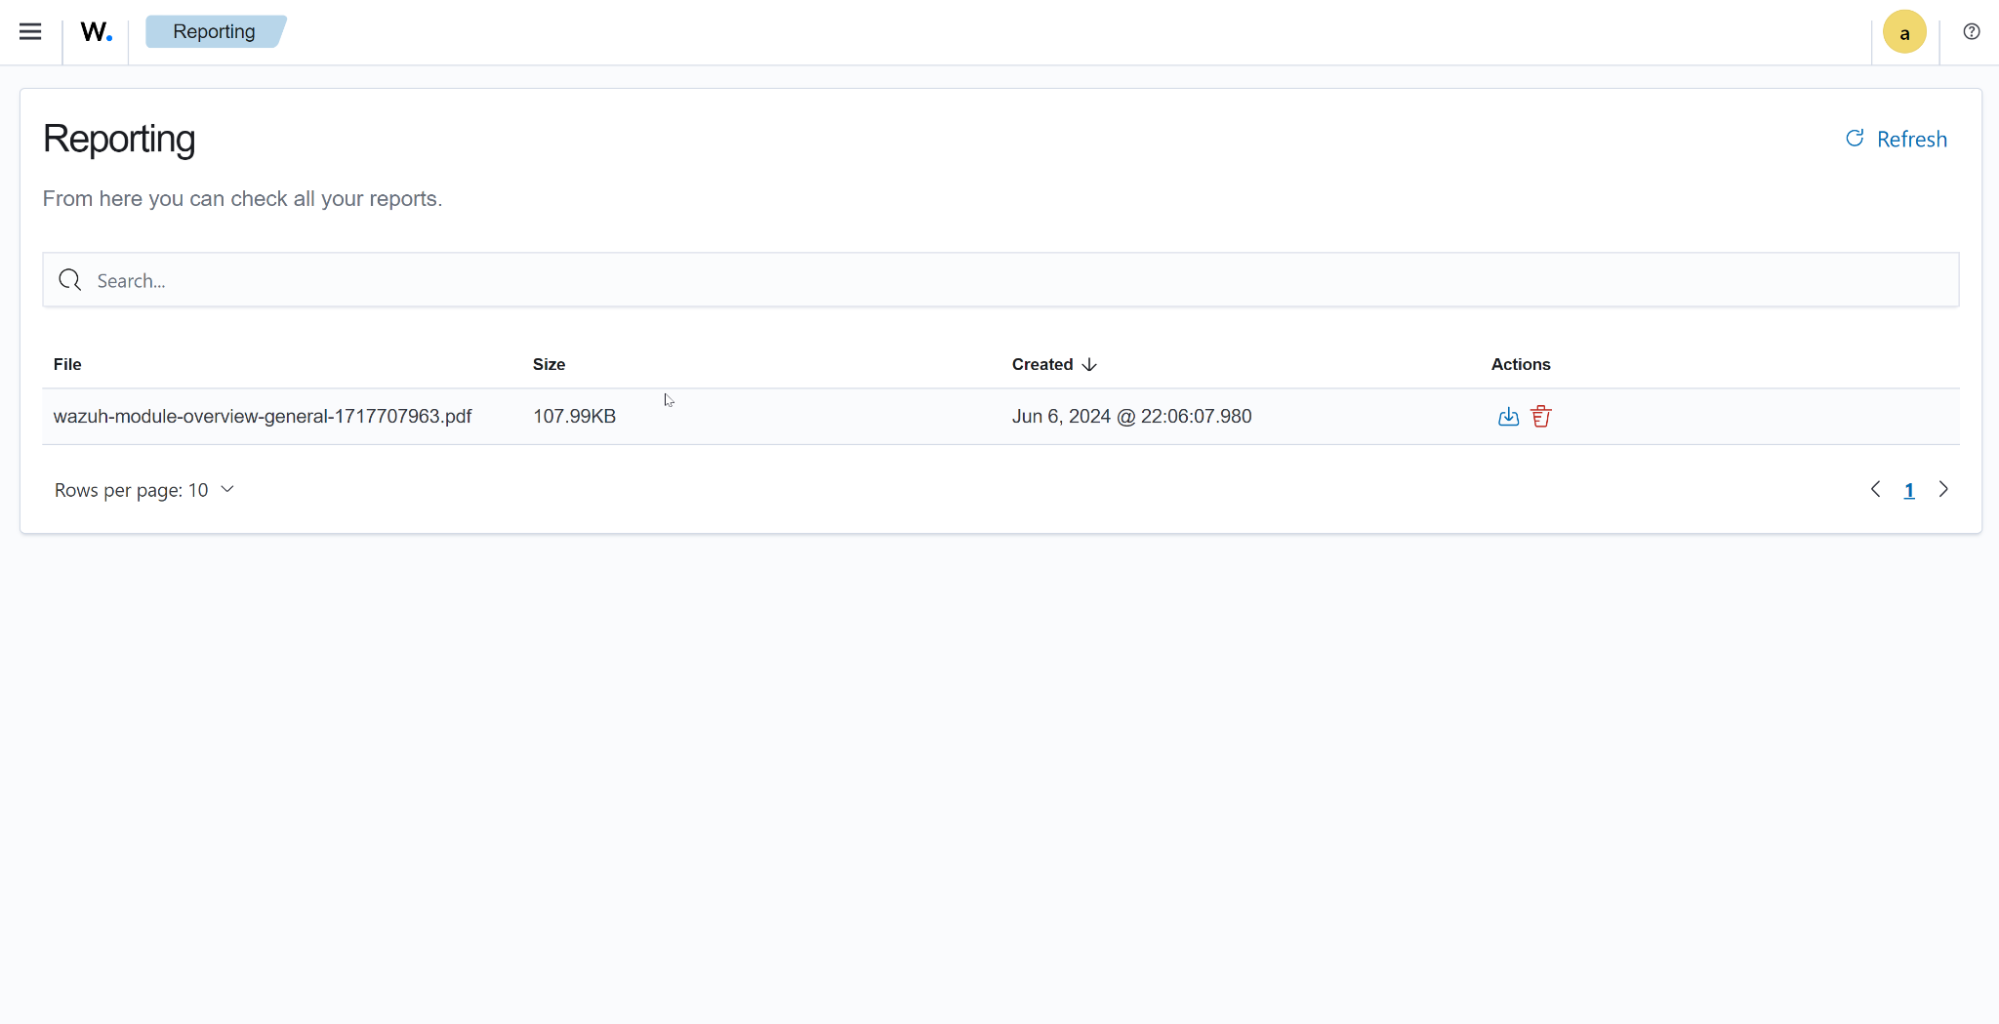 W.
Reporting
a
Reporting
Refresh
From here you can check all your reports.
Search...
File Size Created Actions
wazuh-module-overview-general-1717707963.pdf 107.99KB Jun 6, 2024 @ 22:06:07.980
Rows per page: 10
1